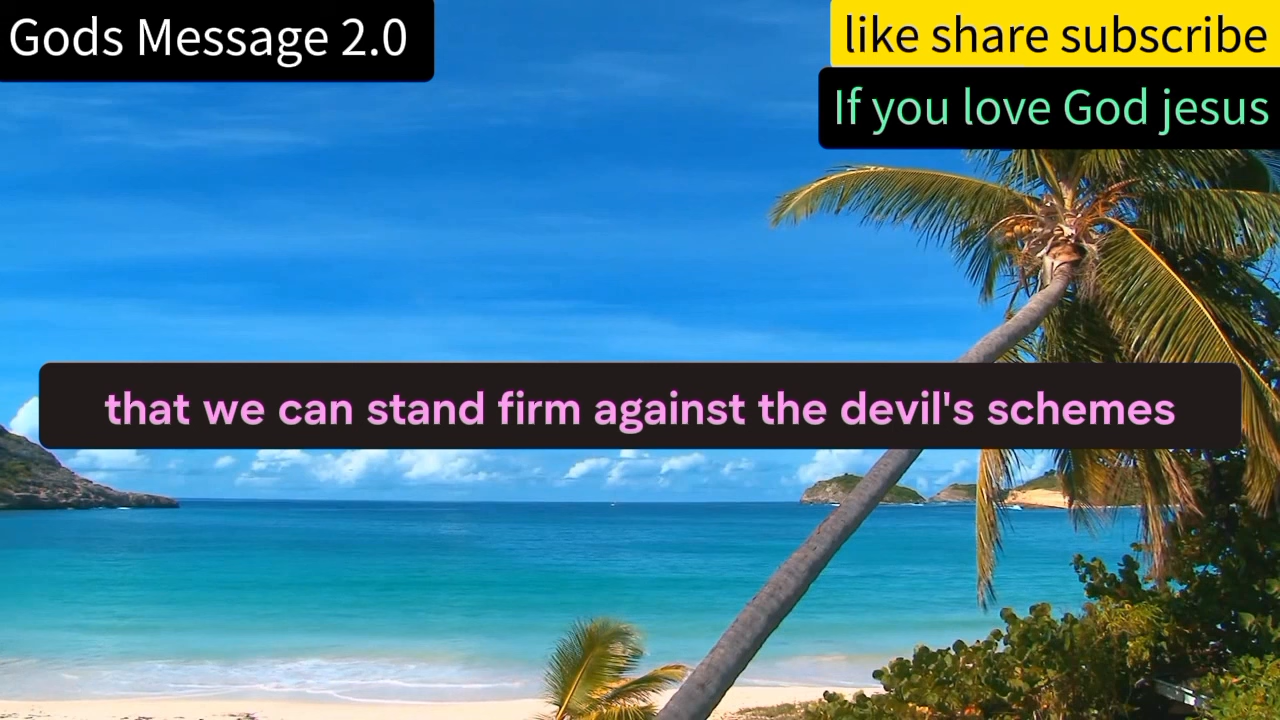 Gods Message 2.0
like share subscribe
If you love God jesus
that we can stand firm against the devil's schemes